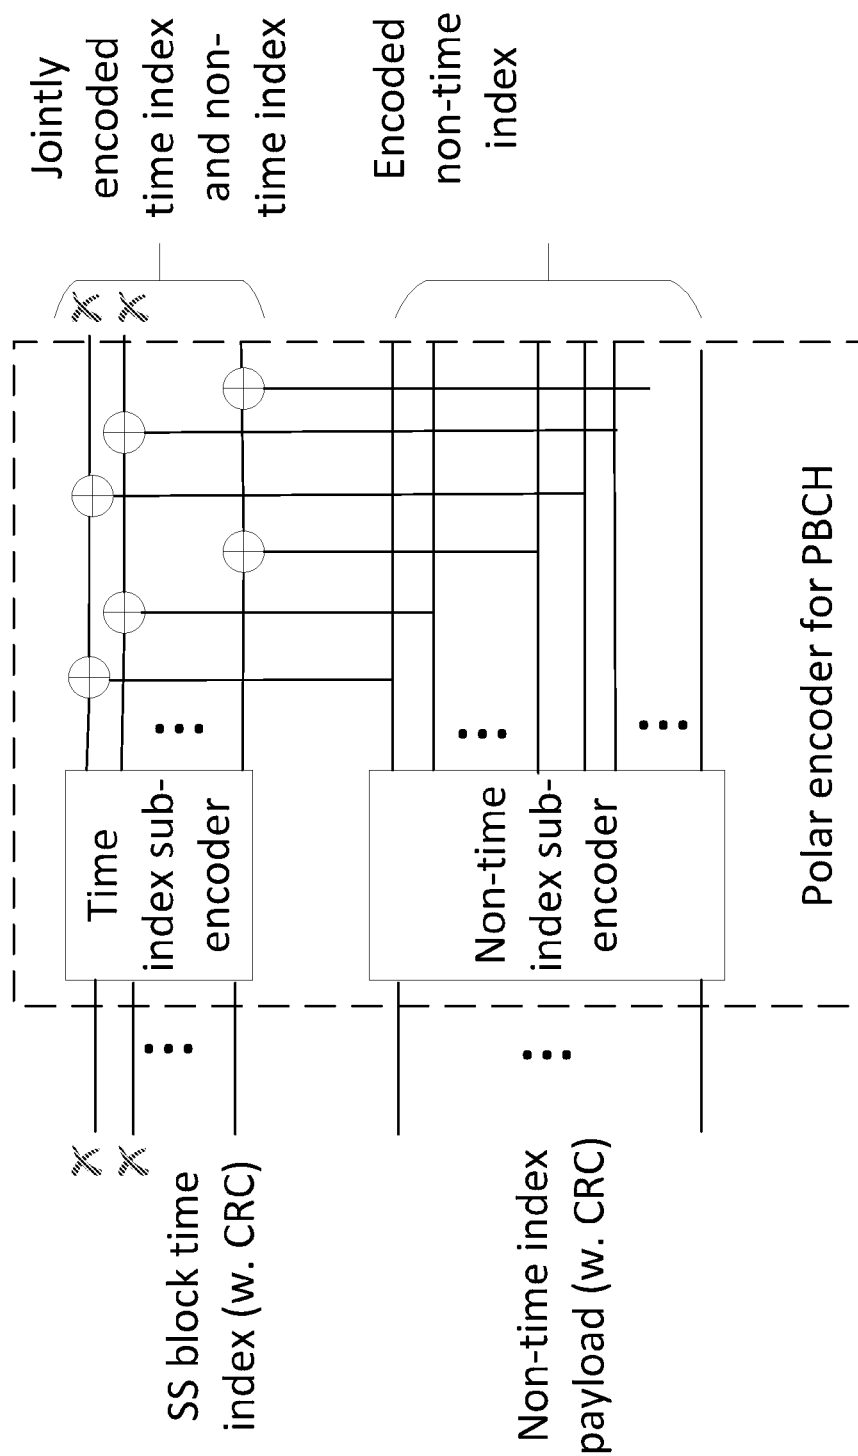 SS block time
index (w. CRC)
Time
index sub-
encoder
Jointly
encoded
time index
and non-
time index
Non-time index
payload (w. CRC)
Non-time
index sub-
encoder
Encoded
non-time
index
Polar encoder for PBCH